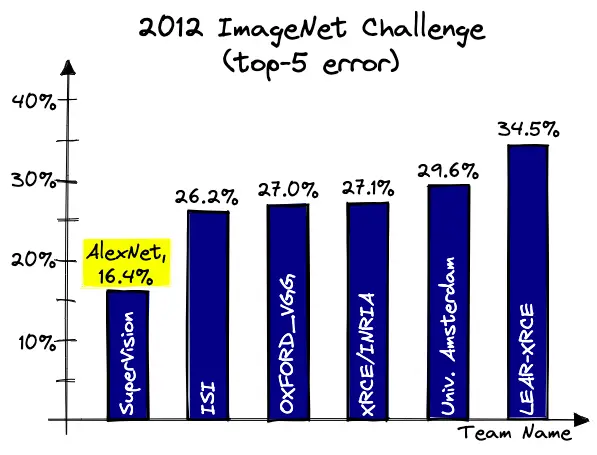 2012 ImageNet Challenge
(top-5 error)
40%
30%
20%
10%
AlexNet,
16.4%
26.2%
27.0%
27.1%
29.6%
34.5%
SuperVision
ISI
OXFORD_VGG
XRCE/INRIA
Univ. Amsterdam
LEAR-XRCE
Team Name